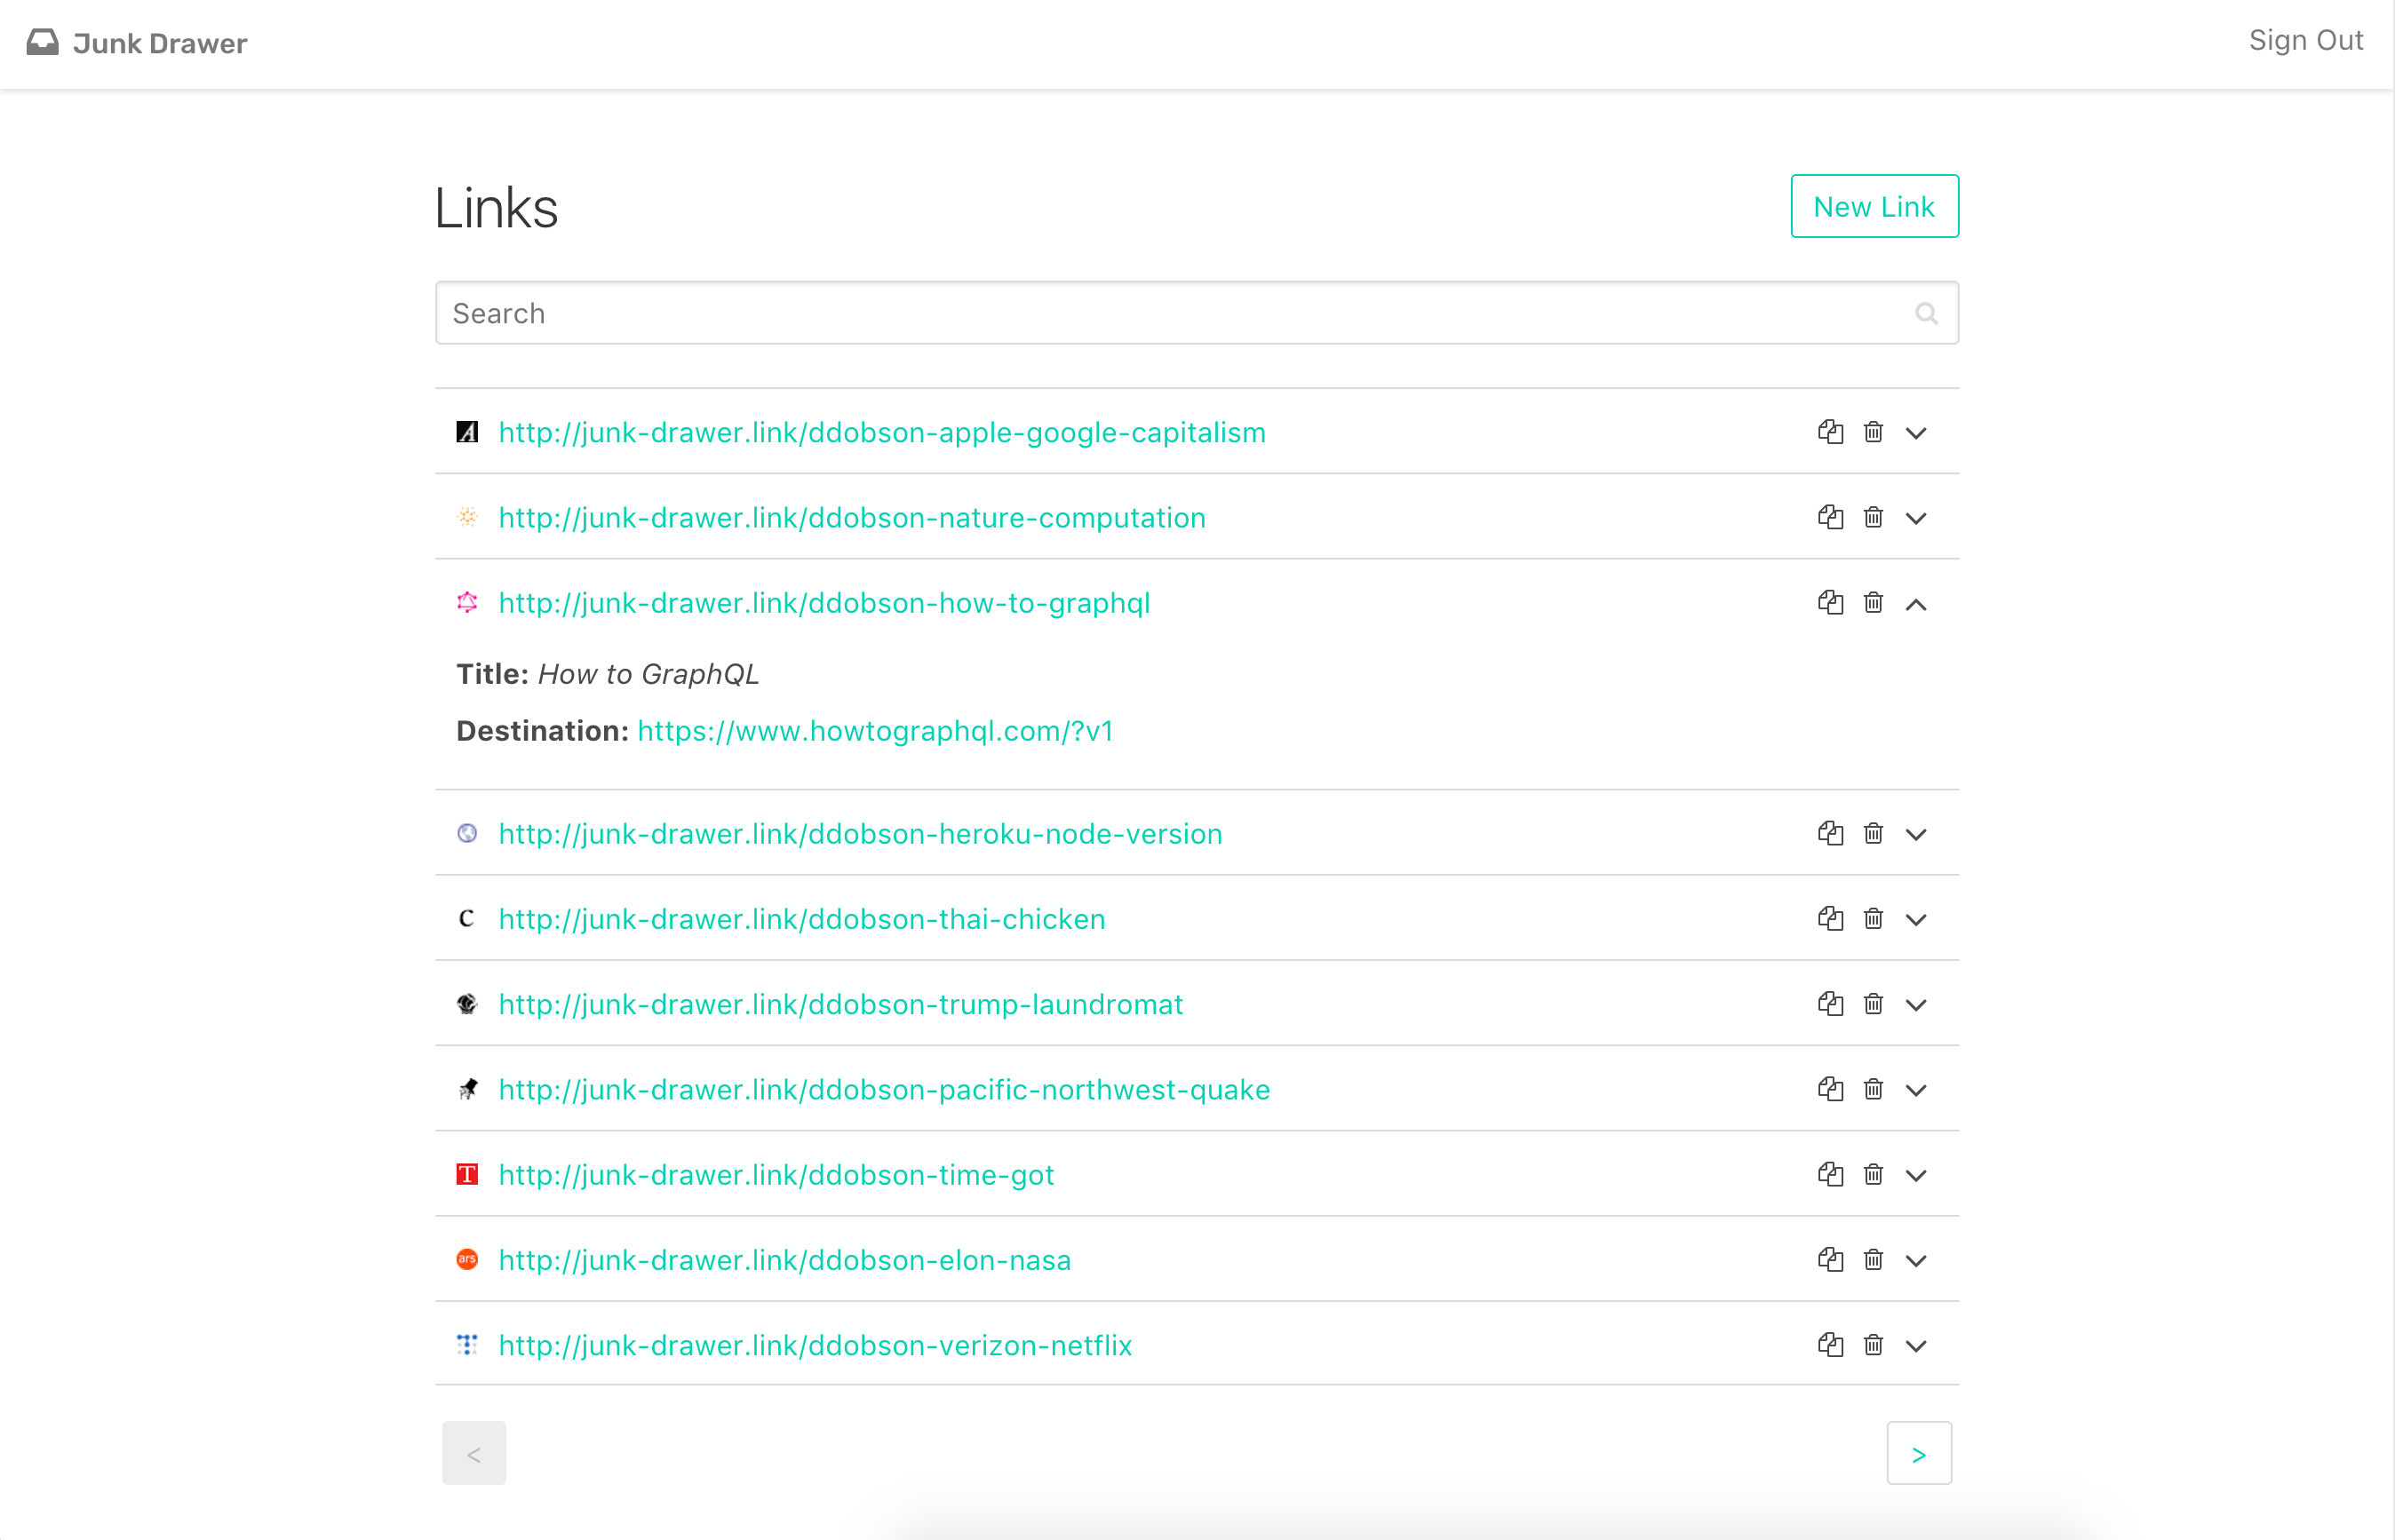 Junk Drawer
Sign Out
Links
New Link
Search
http://junk-drawer.link/ddobson-apple-google-capitalism
http://junk-drawer.link/ddobson-nature-computation
http://junk-drawer.link/ddobson-how-to-graphql
Title: How to GraphQL
Destination: https://www.howtographql.com/?v1
http://junk-drawer.link/ddobson-heroku-node-version
C
http://junk-drawer.link/ddobson-thai-chicken
http://junk-drawer.link/ddobson-trump-laundromat
http://junk-drawer.link/ddobson-pacific-northwest-quake
T
http://junk-drawer.link/ddobson-time-got
ars
http://junk-drawer.link/ddobson-elon-nasa
http://junk-drawer.link/ddobson-verizon-netflix
<
>